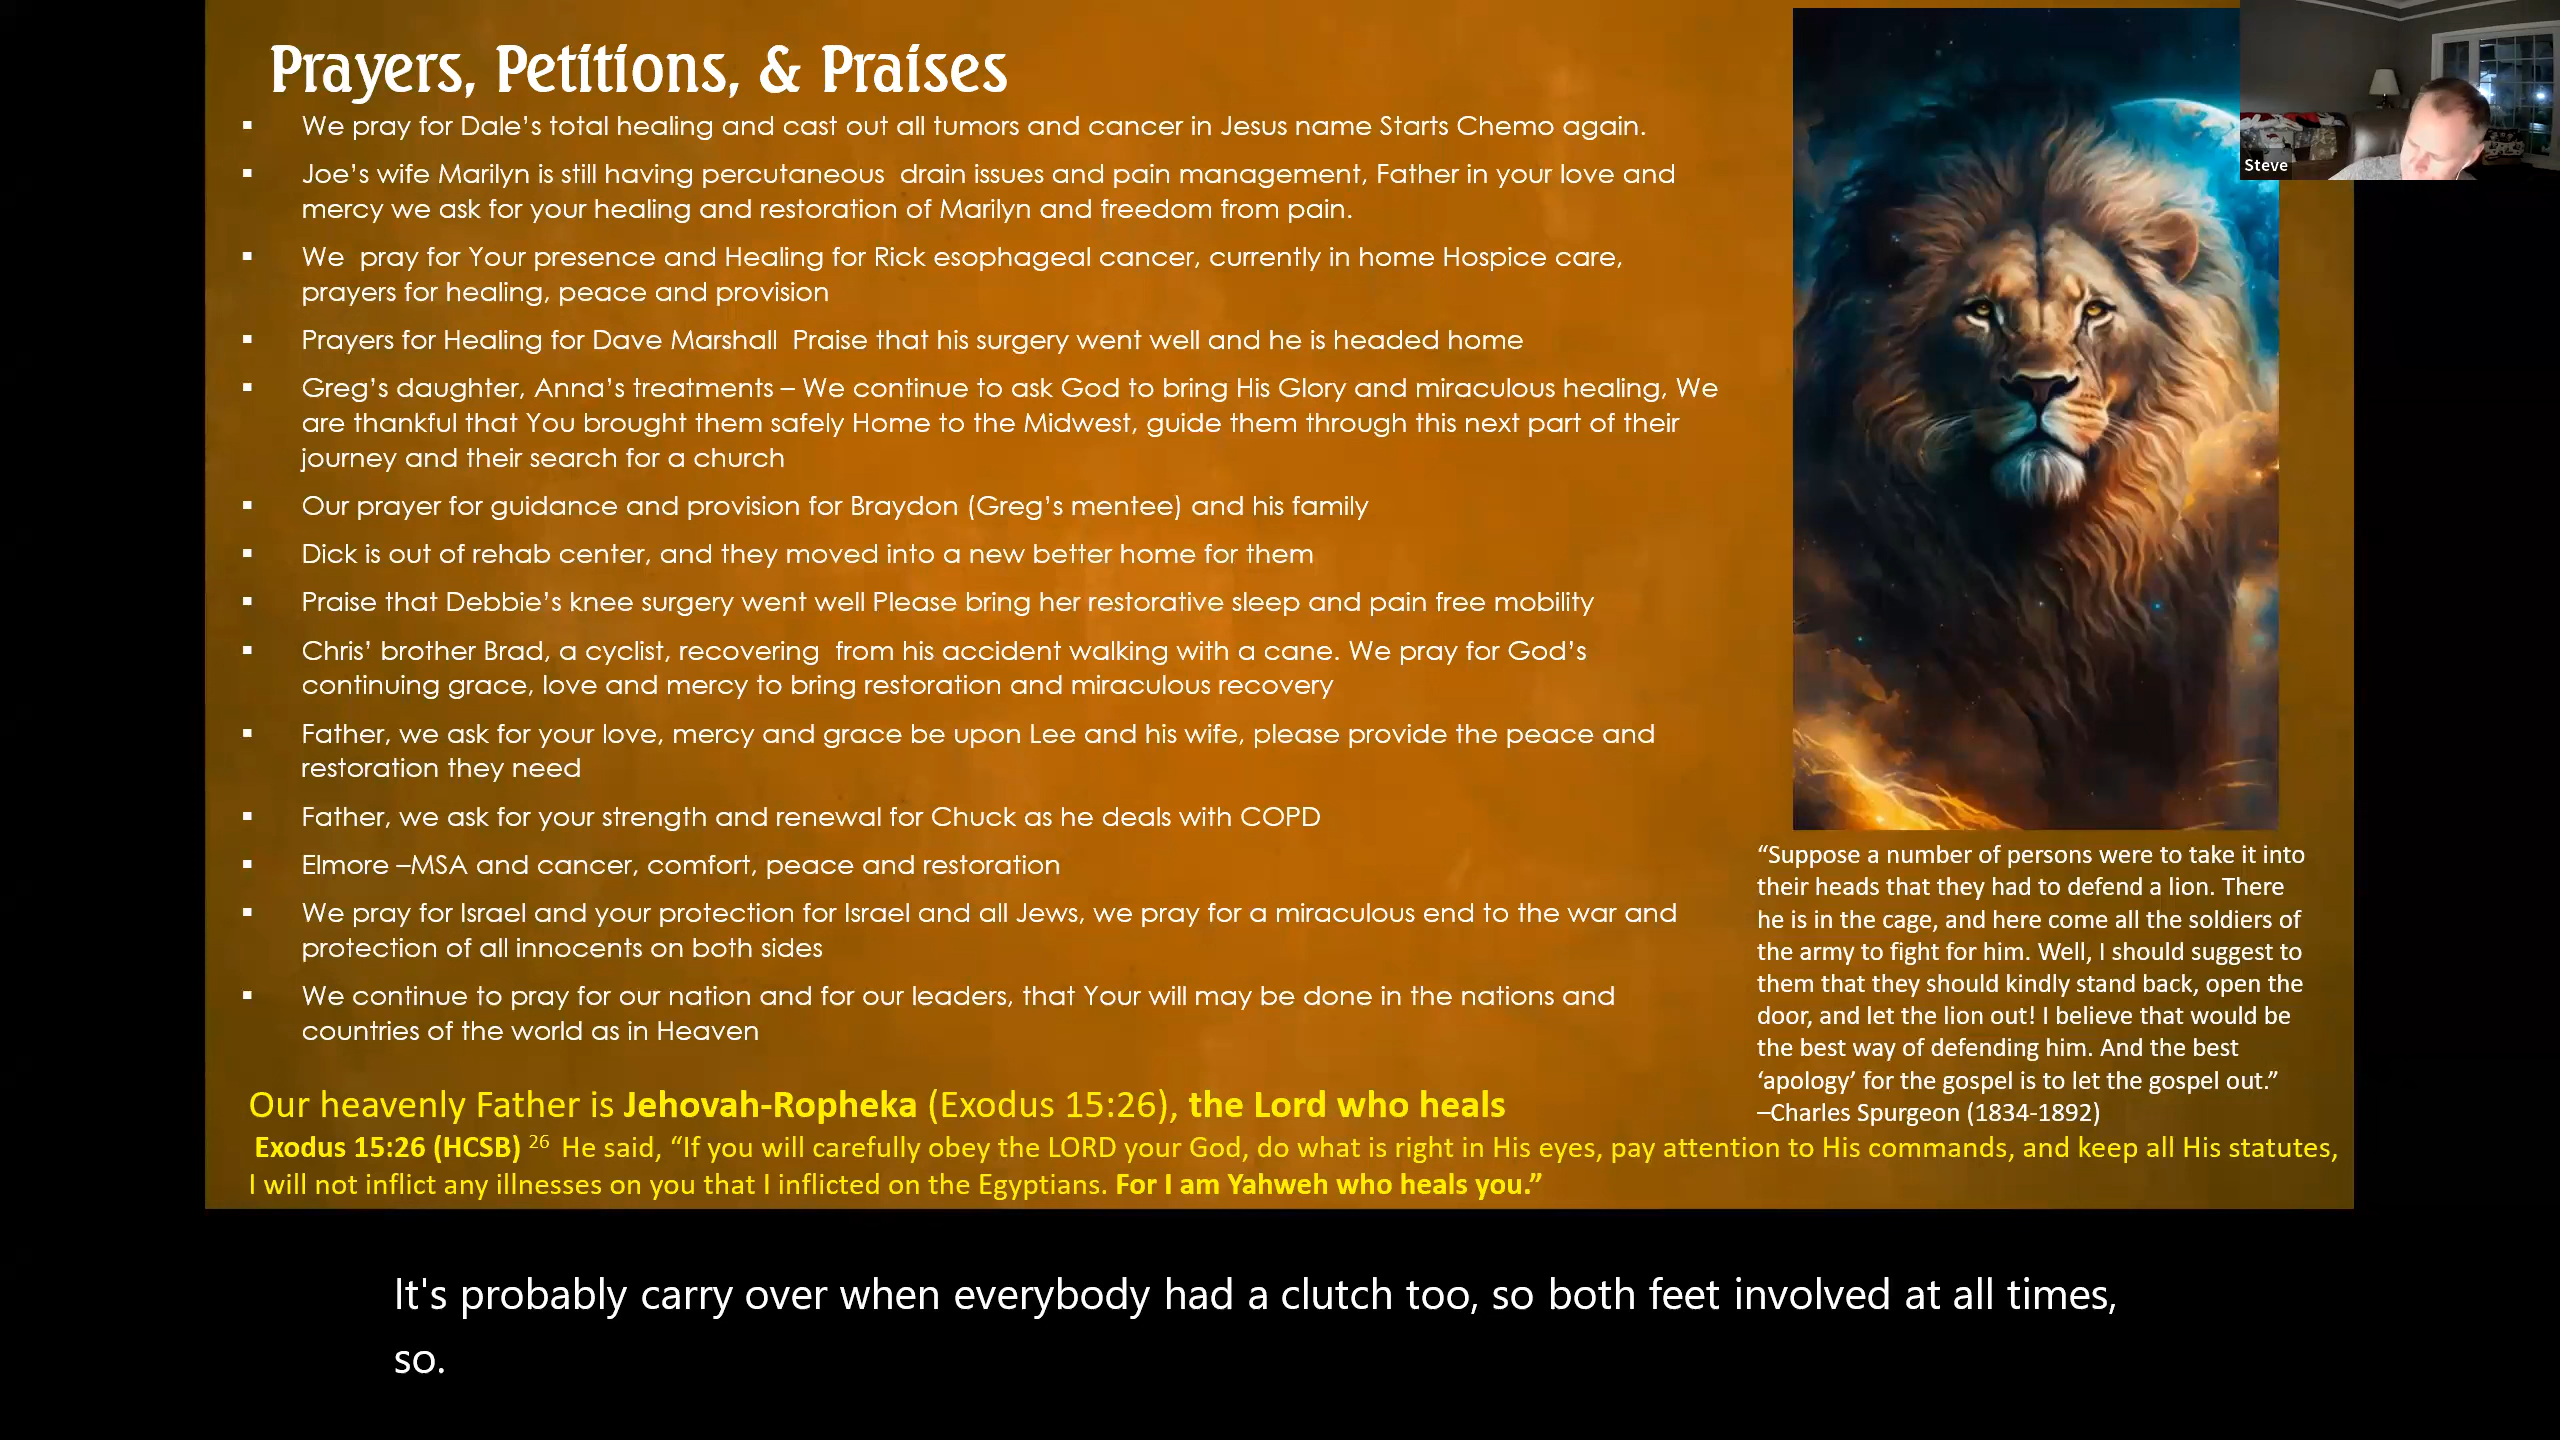 Prayers, Petitions, & Praises
▪ We pray for Dale’s total healing and cast out all tumors and cancer in Jesus name Starts Chemo again.
▪ Joe’s wife Marilyn is still having percutaneous  drain issues and pain management, Father in your love and
mercy we ask for your healing and restoration of Marilyn and freedom from pain.
▪ We  pray for Your presence and Healing for Rick esophageal cancer, currently in home Hospice care,
prayers for healing, peace and provision
▪ Prayers for Healing for Dave Marshall  Praise that his surgery went well and he is headed home
▪ Greg’s daughter, Anna’s treatments – We continue to ask God to bring His Glory and miraculous healing, We
are thankful that You brought them safely Home to the Midwest, guide them through this next part of their
journey and their search for a church
▪ Our prayer for guidance and provision for Braydon (Greg’s mentee) and his family
▪ Dick is out of rehab center, and they moved into a new better home for them
▪ Praise that Debbie’s knee surgery went well Please bring her restorative sleep and pain free mobility
▪ Chris’ brother Brad, a cyclist, recovering  from his accident walking with a cane. We pray for God’s
continuing grace, love and mercy to bring restoration and miraculous recovery
▪ Father, we ask for your love, mercy and grace be upon Lee and his wife, please provide the peace and
restoration they need
▪ Father, we ask for your strength and renewal for Chuck as he deals with COPD
▪ Elmore –MSA and cancer, comfort, peace and restoration
▪ We pray for Israel and your protection for Israel and all Jews, we pray for a miraculous end to the war and
protection of all innocents on both sides
▪ We continue to pray for our nation and for our leaders, that Your will may be done in the nations and
countries of the world as in Heaven
Steve
“Suppose a number of persons were to take it into
their heads that they had to defend a lion. There
he is in the cage, and here come all the soldiers of
the army to fight for him. Well, I should suggest to
them that they should kindly stand back, open the
door, and let the lion out! I believe that would be
the best way of defending him. And the best
‘apology’ for the gospel is to let the gospel out.”
–Charles Spurgeon (1834-1892)
Our heavenly Father is Jehovah-Ropheka (Exodus 15:26), the Lord who heals
Exodus 15:26 (HCSB) 26 He said, “If you will carefully obey the LORD your God, do what is right in His eyes, pay attention to His commands, and keep all His statutes,
I will not inflict any illnesses on you that I inflicted on the Egyptians. For I am Yahweh who heals you.”
It's probably carry over when everybody had a clutch too, so both feet involved at all times,
so.